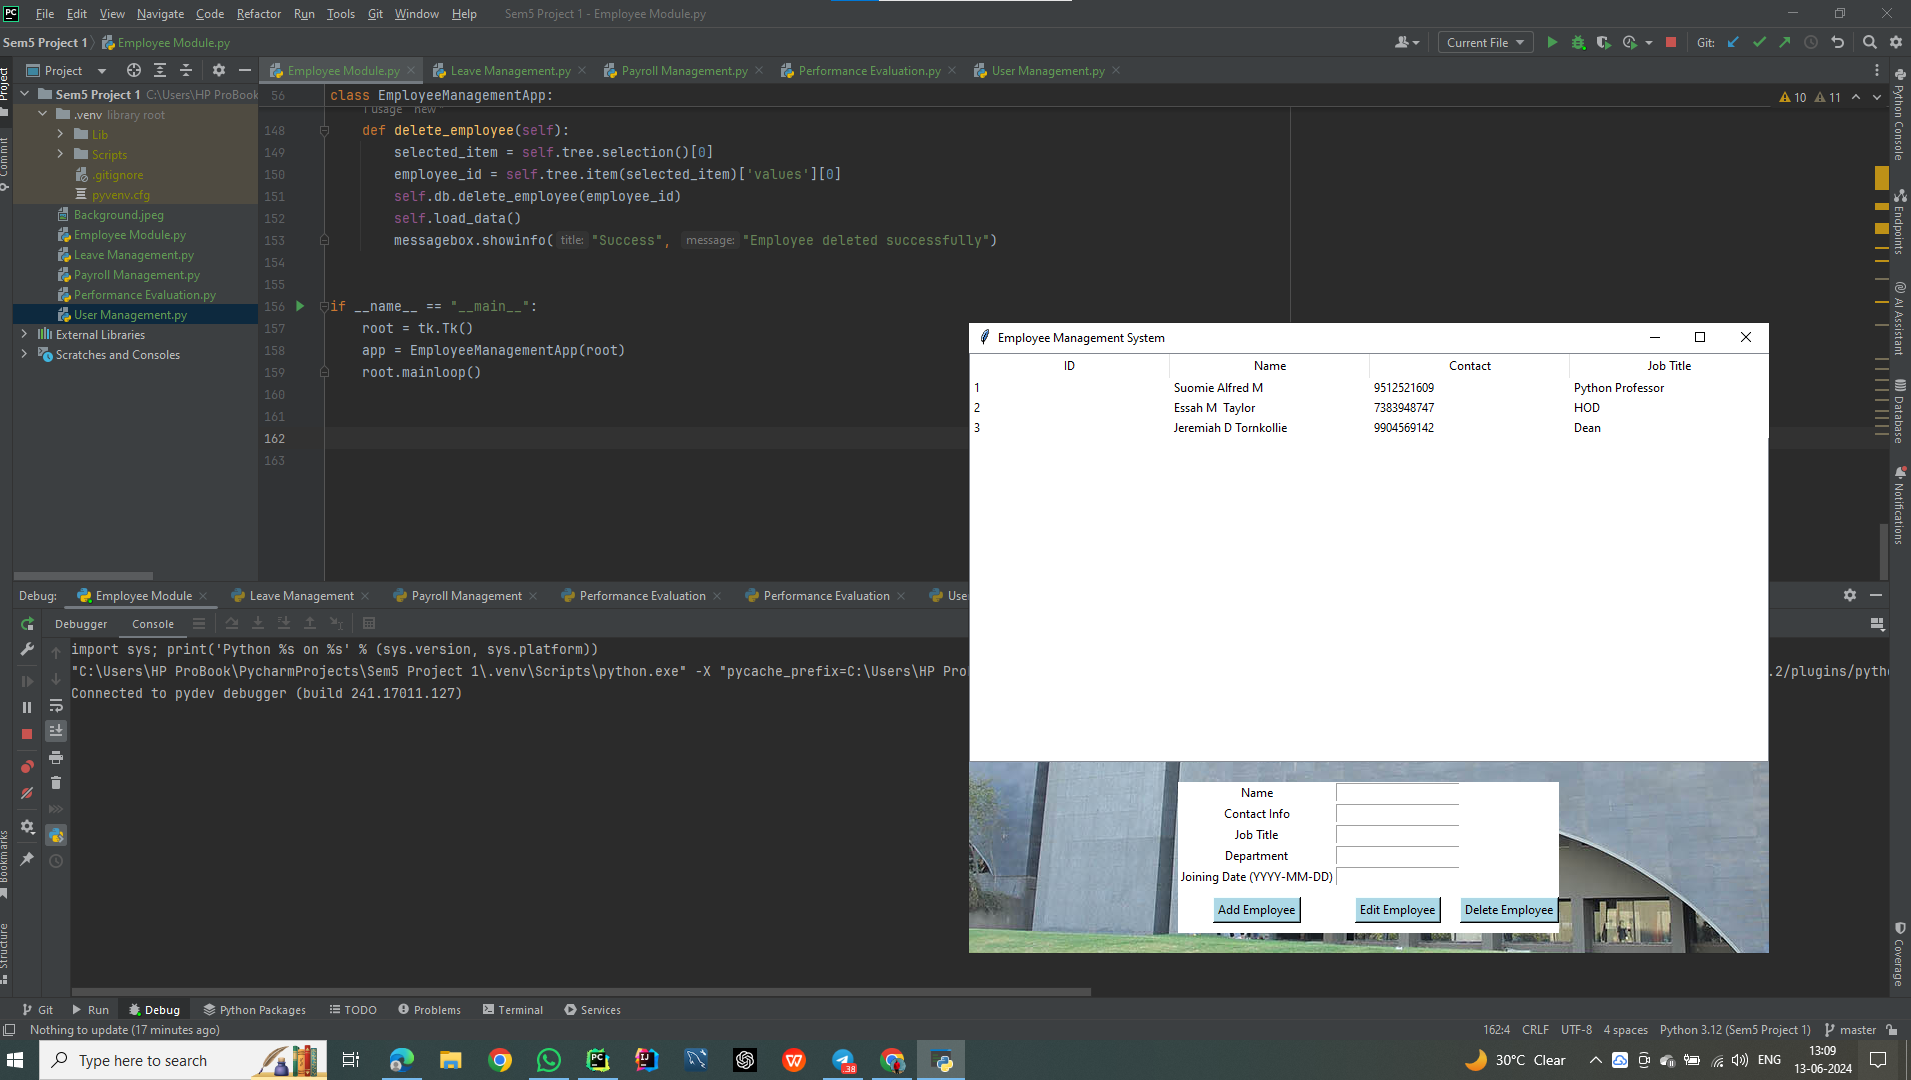 File Edit View Navigate Code Refactor Run Tools Git Window Help Sem5 Project 1 - Employee Module.py
Sem5 Project 1 Employee Module.py
Current File
Git:
Project
Employee Module.py
Leave Management.py
Payroll Management.py
Performance Evaluation.py
User Management.py
Project
Commit
Bookmarks
Structure
Sem5 Project 1 C:\Users\HP ProBook
.venv library root
Lib
Scripts
.gitignore
pyvenv.cfg
Background.jpeg
Employee Module.py
Leave Management.py
Payroll Management.py
Performance Evaluation.py
User Management.py
External Libraries
Scratches and Consoles
56 class EmployeeManagementApp:
10 11
1 usage new *
148 def delete_employee(self):
149 selected_item = self.tree.selection()[0]
150 employee_id = self.tree.item(selected_item)['values'][0]
151 self.db.delete_employee(employee_id)
152 self.load_data()
153 messagebox.showinfo( title: "Success", message: "Employee deleted successfully")
154
155
156 if __name__ == "__main__":
157 root = tk.Tk()
158 app = EmployeeManagementApp(root)
159 root.mainloop()
160
161
162
163
Python Console
Endpoints
AI Assistant
Database
Notifications
Coverage
Employee Management System
ID Name Contact Job Title
1 Suomie Alfred M 9512521609 Python Professor
2 Essah M Taylor 7383948747 HOD
3 Jeremiah D Tornkollie 9904569142 Dean
Name
Contact Info
Job Title
Department
Joining Date (YYYY-MM-DD)
Add Employee Edit Employee Delete Employee
Debug: Employee Module Leave Management Payroll Management Performance Evaluation Performance Evaluation Use
Debugger Console
import sys; print('Python %s on %s' % (sys.version, sys.platform))
"C:\Users\HP ProBook\PycharmProjects\Sem5 Project 1\.venv\Scripts\python.exe" -X "pycache_prefix=C:\Users\HP Pro .2/plugins/pytho
Connected to pydev debugger (build 241.17011.127)
Git Run Debug Python Packages TODO Problems Terminal Services
Nothing to update (17 minutes ago) 162:4 CRLF UTF-8 4 spaces Python 3.12 (Sem5 Project 1) master
Type here to search
38
30°C Clear
ENG
13:09
13-06-2024